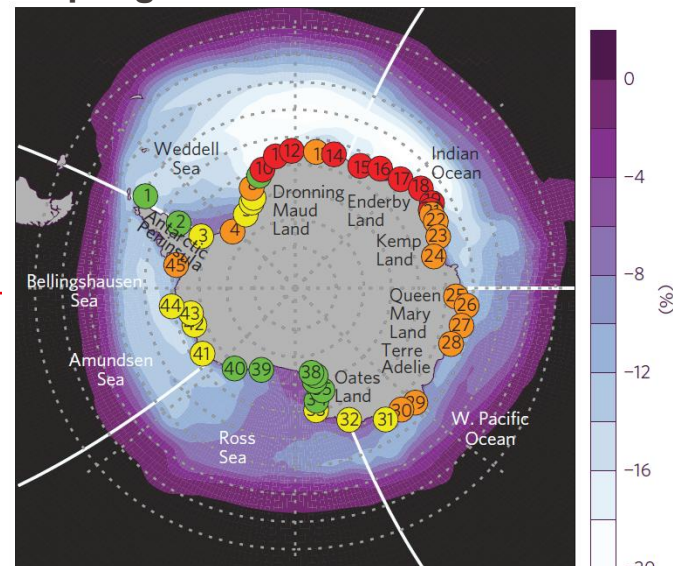 Weddell
Sea
Indian
Ocean
Dronning
Maud
Land
Enderby
Land
Kemp
Land
Antarctic
Peninsula
Bellingshausen
Sea
Queen
Mary
Land
Terre
Adelie
Amundsen
Sea
Oates
Land
Ross
Sea
W. Pacific
Ocean
1
2
3
4
12
14
15
16
17
18
22
23
24
25
26
27
28
29
30
31
32
38
39
40
41
42
43
44
45
0
−4
−8
−12
−16
(%)